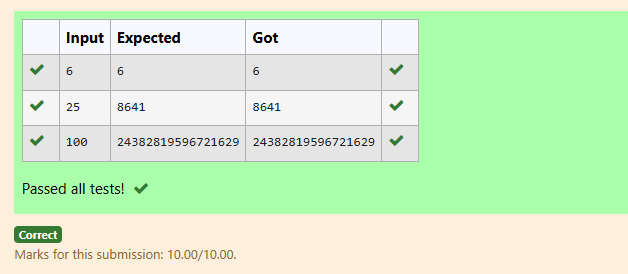 Input Expected Got
6 6 6
25 8641 8641
100 24382819596721629 24382819596721629
Passed all tests!
Correct
Marks for this submission: 10.00/10.00.